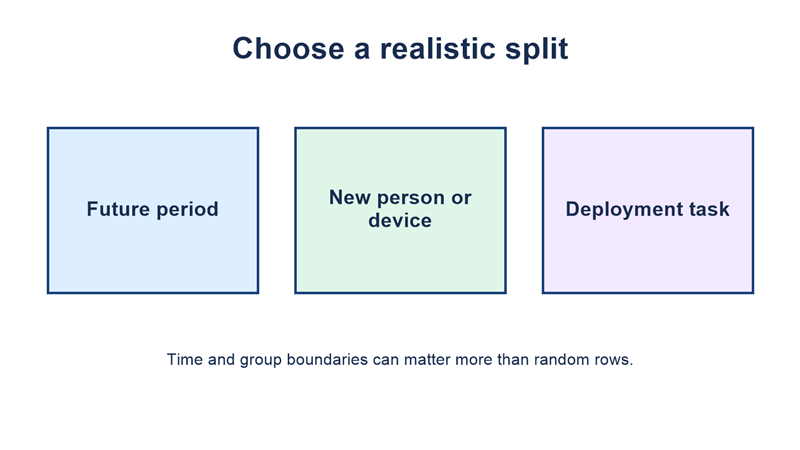 Choose a realistic split
Future period
New person or
device
Deployment task
Time and group boundaries can matter more than random rows.